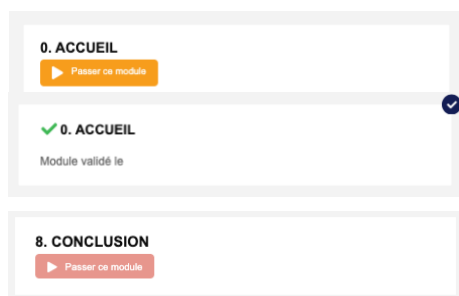 0. ACCUEIL
Passer ce module
0. ACCUEIL
Module validé le
8. CONCLUSION
Passer ce module